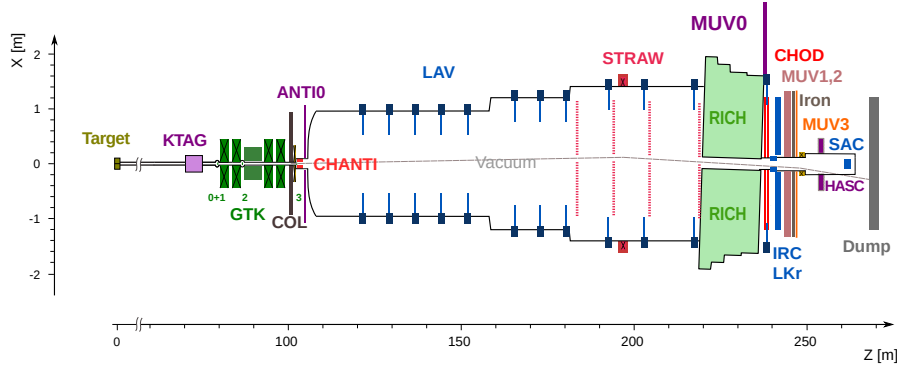 MUV0
X [m]
2
1
0
-1
-2
STRAW
CHOD
LAV
MUV1,2
ANTI0
Iron
RICH
MUV3
Target
KTAG
SAC
CHANTI
Vacuum
HASC
0+1
2
3
GTK
COL
RICH
Dump
IRC
LKr
0
100
150
200
250
Z [m]